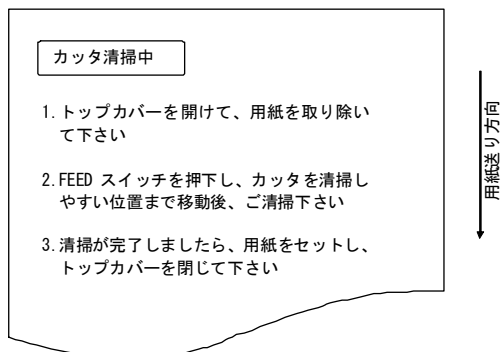 カッタ清掃中
1.トップカバーを開けて、用紙を取り除い
て下さい
2.FEED スイッチを押下し、カッタを清掃し
やすい位置まで移動後、ご清掃下さい
3.清掃が完了しましたら、用紙をセットし、
トップカバーを閉じて下さい
用紙送り方向